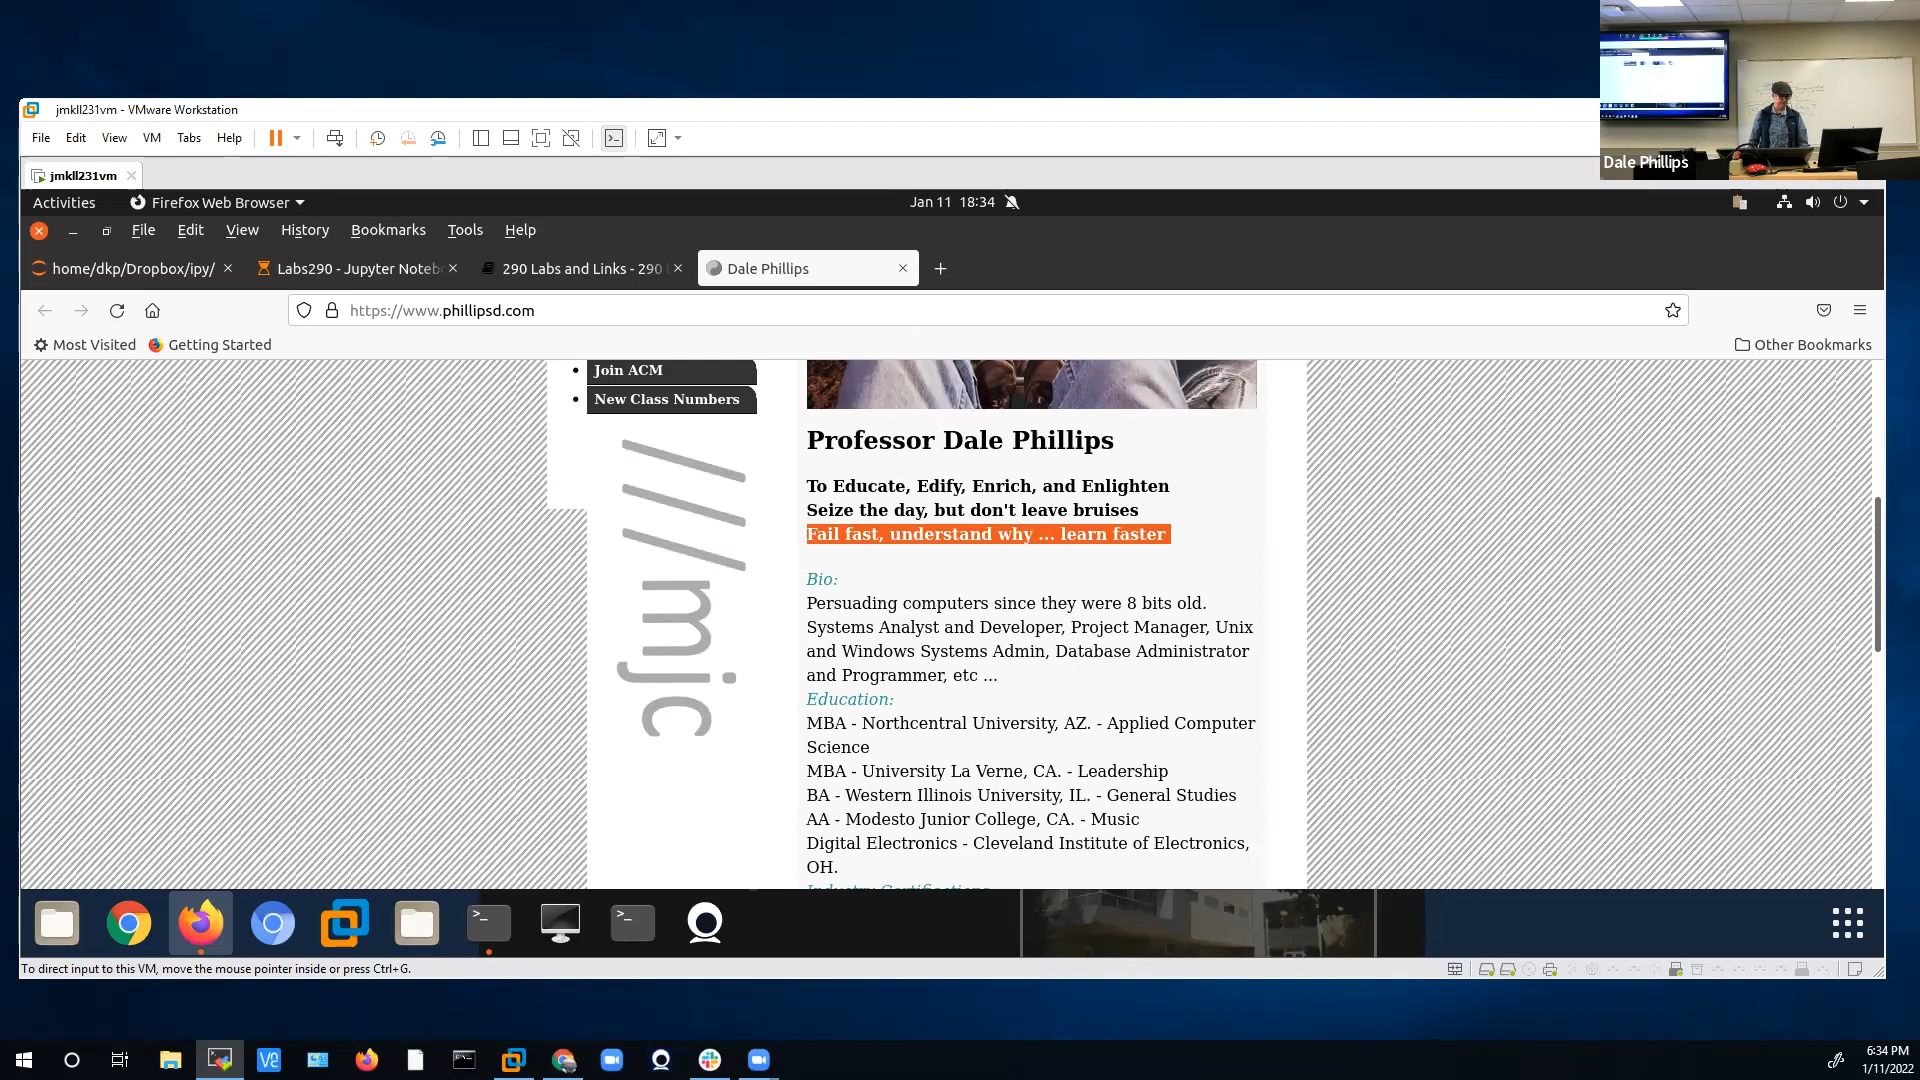 jmkll231vm - VMware Workstation
File Edit View VM Tabs Help
jmkll231vm
Dale Phillips
Activities Firefox Web Browser Jan 11 18:34
File Edit View History Bookmarks Tools Help
home/dkp/Dropbox/ipy/ Labs290 - Jupyter Noteb 290 Labs and Links - 290 Dale Phillips
https://www.phillipsd.com
Most Visited Getting Started Other Bookmarks
Join ACM
New Class Numbers
///mjc
Professor Dale Phillips
To Educate, Edify, Enrich, and Enlighten
Seize the day, but don't leave bruises
Fail fast, understand why ... learn faster
Bio:
Persuading computers since they were 8 bits old.
Systems Analyst and Developer, Project Manager, Unix
and Windows Systems Admin, Database Administrator
and Programmer, etc ...
Education:
MBA - Northcentral University, AZ. - Applied Computer
Science
MBA - University La Verne, CA. - Leadership
BA - Western Illinois University, IL. - General Studies
AA - Modesto Junior College, CA. - Music
Digital Electronics - Cleveland Institute of Electronics,
OH.
Industry Certifications
To direct input to this VM, move the mouse pointer inside or press Ctrl+G.
6:34 PM
1/11/2022